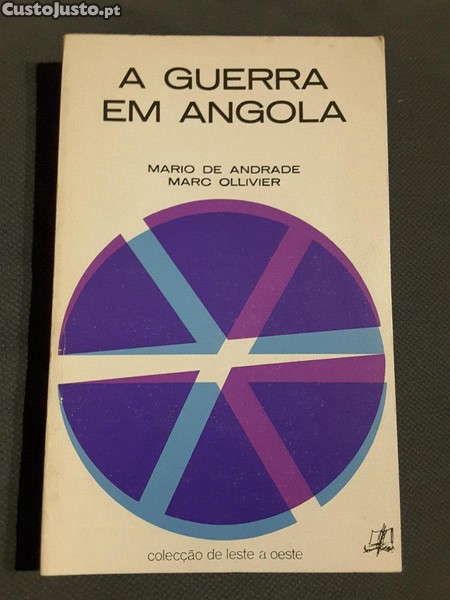 CustoJusto.pt
A GUERRA
EM ANGOLA
MARIO DE ANDRADE
MARC OLLIVIER
colecção de leste a oeste